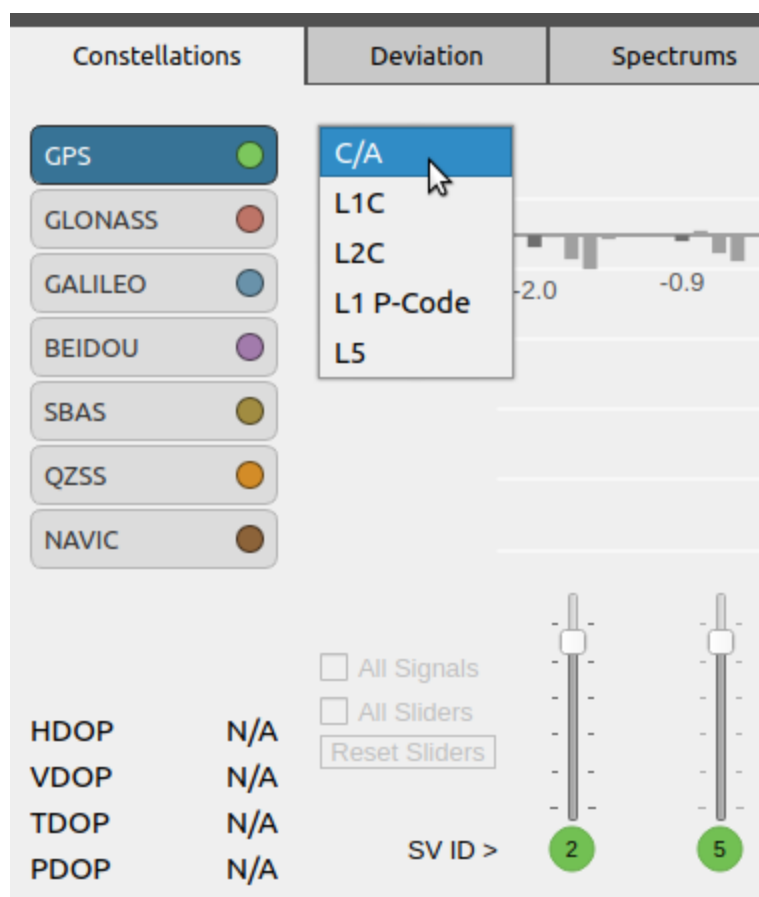 Constellations Deviation Spectrums
GPS
GLONASS
GALILEO
BEIDOU
SBAS
QZSS
NAVIC
C/A
L1C
L2C
L1 P-Code
L5
-2.0 -0.9
All Signals
All Sliders
Reset Sliders
HDOP N/A
VDOP N/A
TDOP N/A
PDOP N/A
SV ID > 2 5